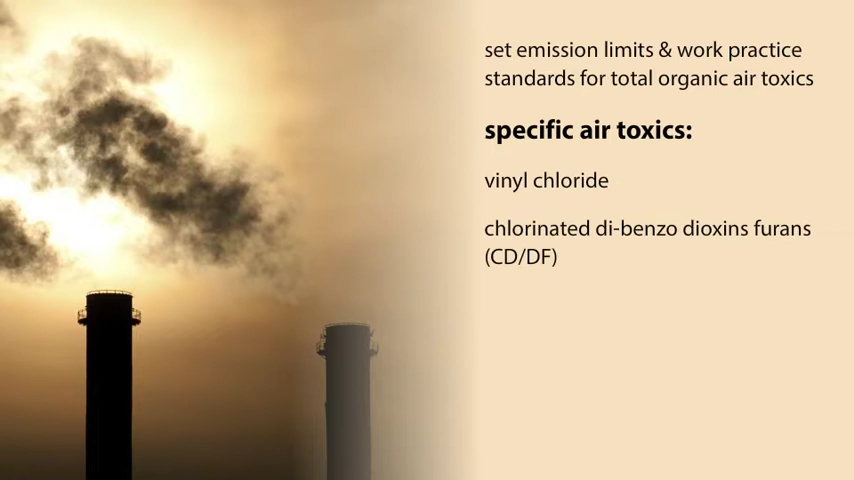 set emission limits & work practice
standards for total organic air toxics
specific air toxics:
vinyl chloride
chlorinated di-benzo dioxins furans
(CD/DF)